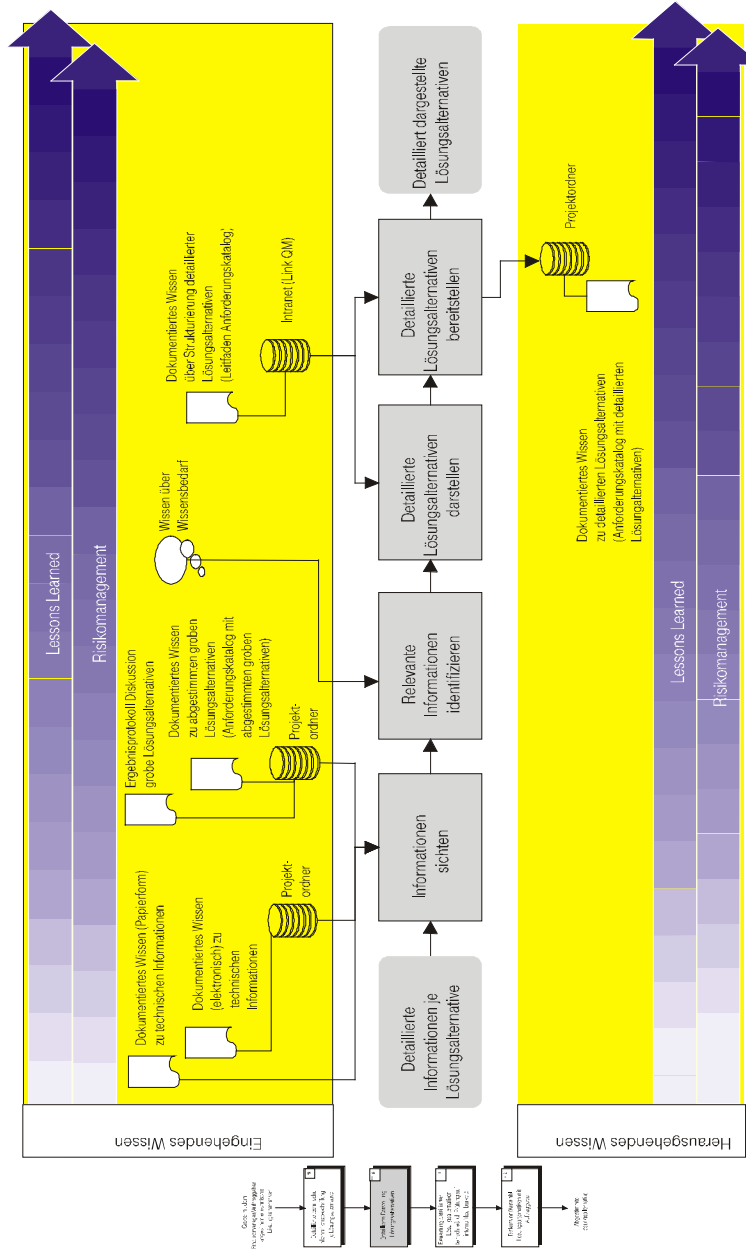 Lessons Learned
Risikomanagement
Eingehendes Wissen
Dokumentiertes Wissen (Papierform)
zu technischen Informationen
Dokumentiertes Wissen
(elektronisch) zu
technischen
Informationen
Projekt-
ordner
Ergebnisprotokoll Diskussion
grobe Lösungsalternativen
Dokumentiertes Wissen
zu abgestimmten groben
Lösungsalternativen
(Anforderungskatalog mit
abgestimmten groben
Lösungsalternativen)
Projekt-
ordner
Wissen über
Wissensbedarf
Dokumentiertes Wissen
über Strukturierung detaillierter
Lösungsalternativen
(Leitfaden Anforderungskatalog)
Intranet (Link QM)
Detaillierte
Informationen je
Lösungsalternative
Informationen
sichten
Relevante
Informationen
identifizieren
Detaillierte
Lösungsalternativen
darstellen
Detaillierte
Lösungsalternativen
bereitstellen
Detailliert dargestellte
Lösungsalternativen
Herausgehendes Wissen
Dokumentiertes Wissen
zu detaillierten Lösungsalternativen
(Anforderungskatalog mit detaillierten
Lösungalternativen)
Projektordner
Lessons Learned
Risikomanagement